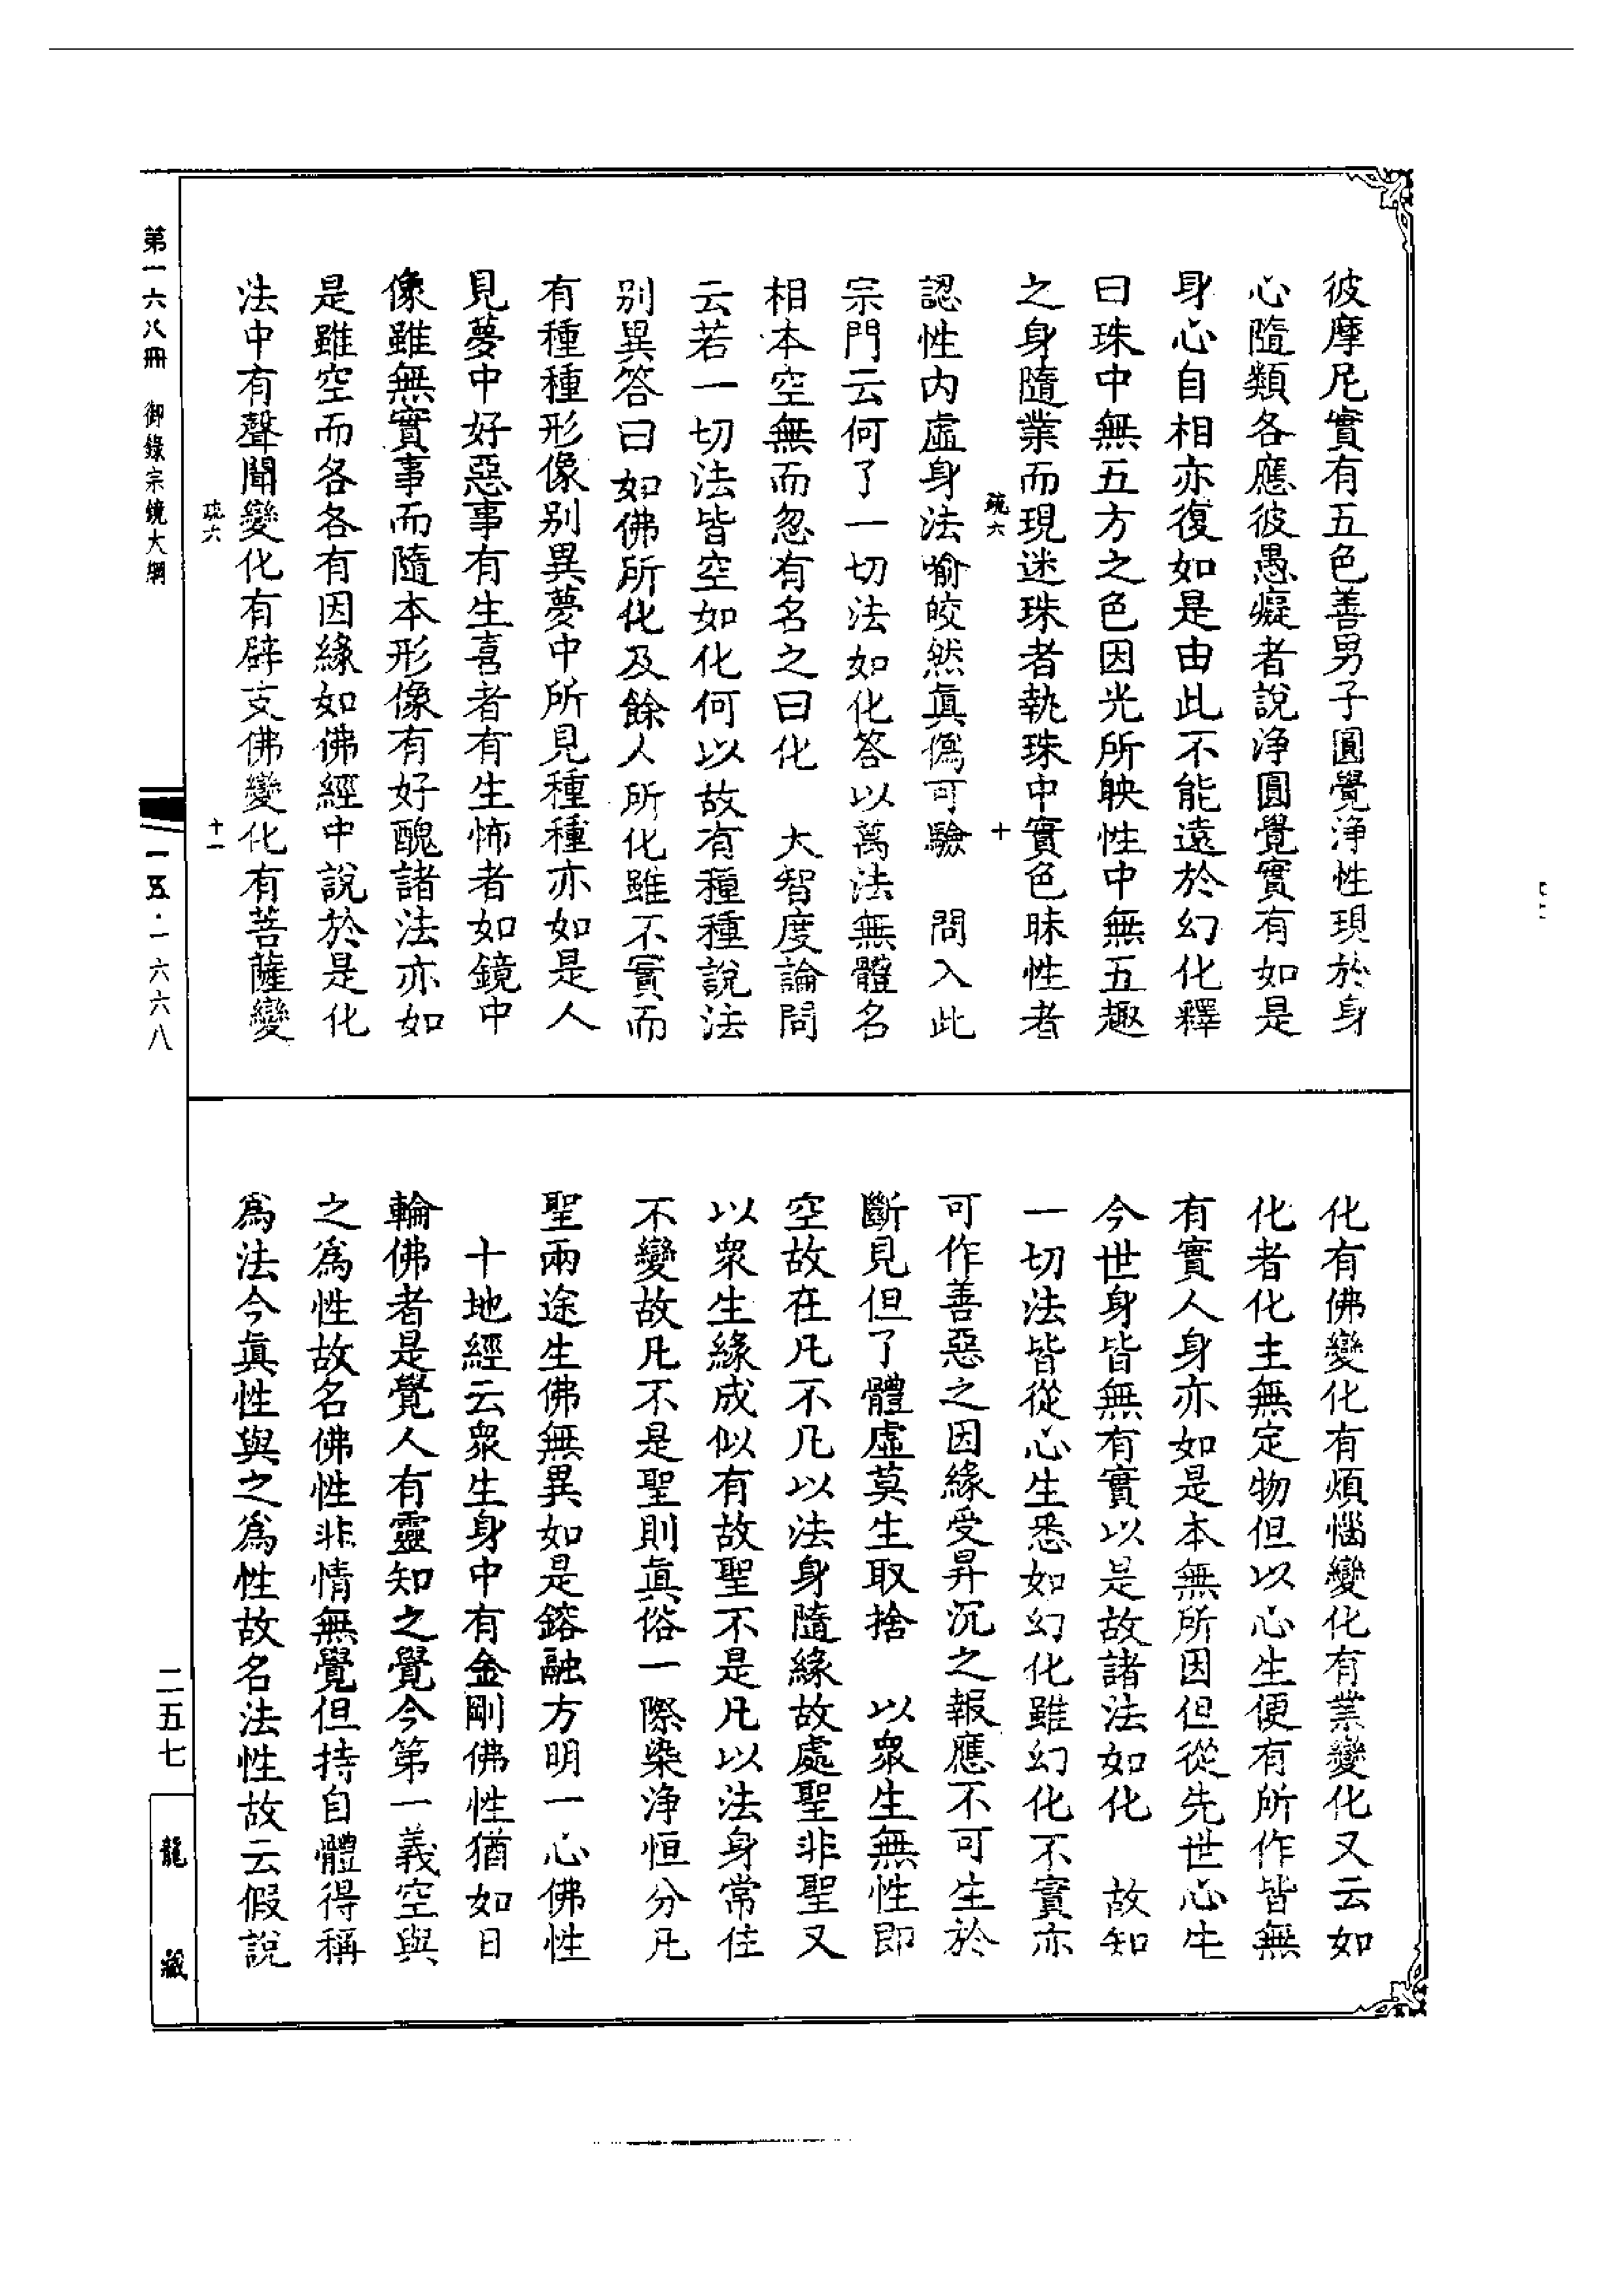 彼摩尼實有五色善男子圓覺淨性現於身
心隨類各應彼愚癡者說淨圓覺實有如是
身心自相亦復如是由此不能遠於幻化釋
曰珠中無五方之色因光所映性中無五趣
之身隨業而現迷珠者執珠中實色昧性者
疏六 十
認性內虛身法喻皎然真偽可驗 問入此
宗門云何了一切法如化答以萬法無體名
相本空無而忽有名之曰化 大智度論問
云若一切法皆空如化何以故有種種說法
別異答曰如佛所化及餘人所化雖不實而
有種種形像別異夢中所見種種亦如是人
見夢中好惡事有生喜者有生怖者如鏡中
像雖無實事而隨本形像有好醜諸法亦如
是雖空而各各有因緣如佛經中說於是化
法中有聲聞變化有辟支佛變化有菩薩變
疏六 十一
化有佛變化有煩惱變化有業變化又云如
化者化主無定物但以心生便有所作皆無
有實人身亦如是本無所因但從先世心生
今世身皆無有實以是故諸法如化 故知
一切法皆從心生悉如幻化雖幻化不實亦
可作善惡之因緣受昇沉之報應不可生於
斷見但了體虛莫生取捨 以眾生無性即
空故在凡不凡以法身隨緣故處聖非聖又
以眾生緣成似有故聖不是凡以法身常住
不變故凡不是聖則真俗一際染淨恒分凡
聖兩途生佛無異如是鎔融方明一心佛性
十地經云眾生身中有金剛佛性猶如日
輪佛者是覺人有靈知之覺今第一義空與
之為性故名佛性非情無覺但持自體得稱
為法今真性與之為性故名法性故云假說
第一六八冊 御錄宗鏡大綱
一五·一六六八
二五七
龍藏